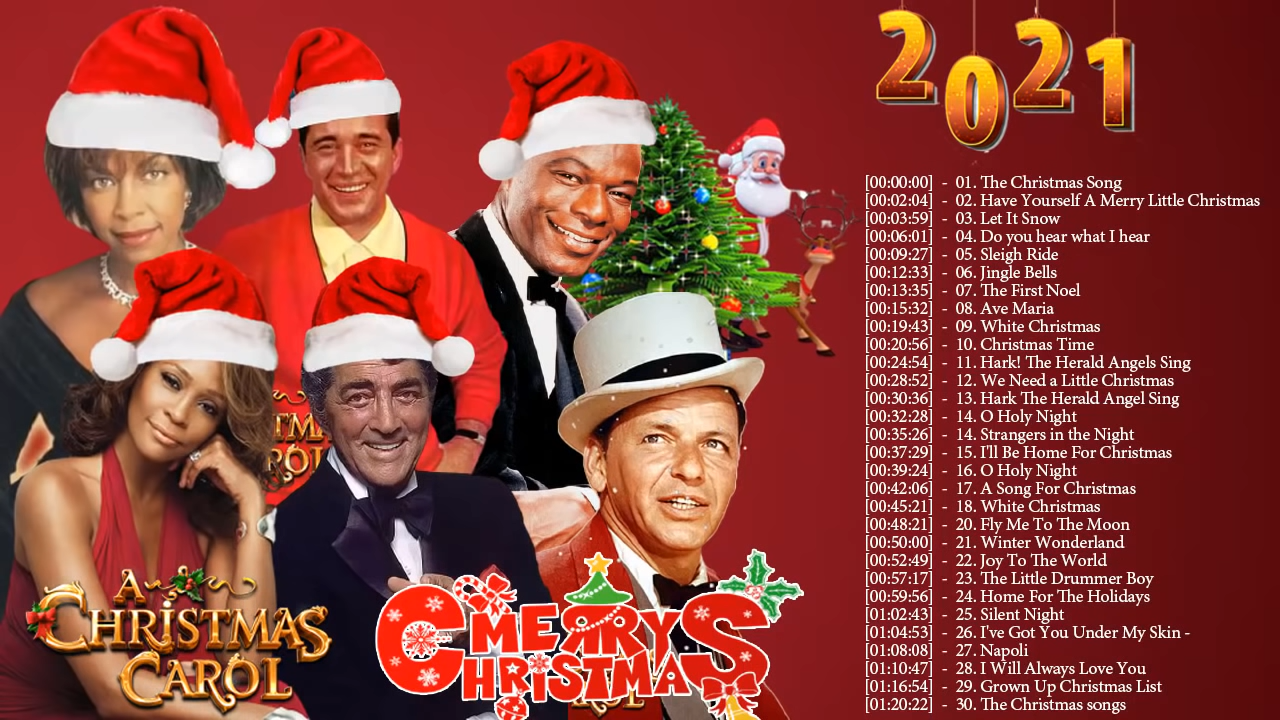 2021
[00:00:00] - 01. The Christmas Song
[00:02:04] - 02. Have Yourself A Merry Little Christmas
[00:03:59] - 03. Let It Snow
[00:06:01] - 04. Do you hear what I hear
[00:09:27] - 05. Sleigh Ride
[00:12:33] - 06. Jingle Bells
[00:13:35] - 07. The First Noel
[00:15:32] - 08. Ave Maria
[00:19:43] - 09. White Christmas
[00:20:56] - 10. Christmas Time
[00:24:54] - 11. Hark! The Herald Angels Sing
[00:28:52] - 12. We Need a Little Christmas
[00:30:36] - 13. Hark The Herald Angel Sing
[00:32:28] - 14. O Holy Night
[00:35:26] - 14. Strangers in the Night
[00:37:29] - 15. I'll Be Home For Christmas
[00:39:24] - 16. O Holy Night
[00:42:06] - 17. A Song For Christmas
[00:45:21] - 18. White Christmas
[00:48:21] - 20. Fly Me To The Moon
[00:50:00] - 21. Winter Wonderland
[00:52:49] - 22. Joy To The World
[00:57:17] - 23. The Little Drummer Boy
[00:59:56] - 24. Home For The Holidays
[01:02:43] - 25. Silent Night
[01:04:53] - 26. I've Got You Under My Skin -
[01:08:08] - 27. Napoli
[01:10:47] - 28. I Will Always Love You
[01:16:54] - 29. Grown Up Christmas List
[01:20:22] - 30. The Christmas songs
A
CHRISTMAS
CAROL
MERRY
CHRISTMAS